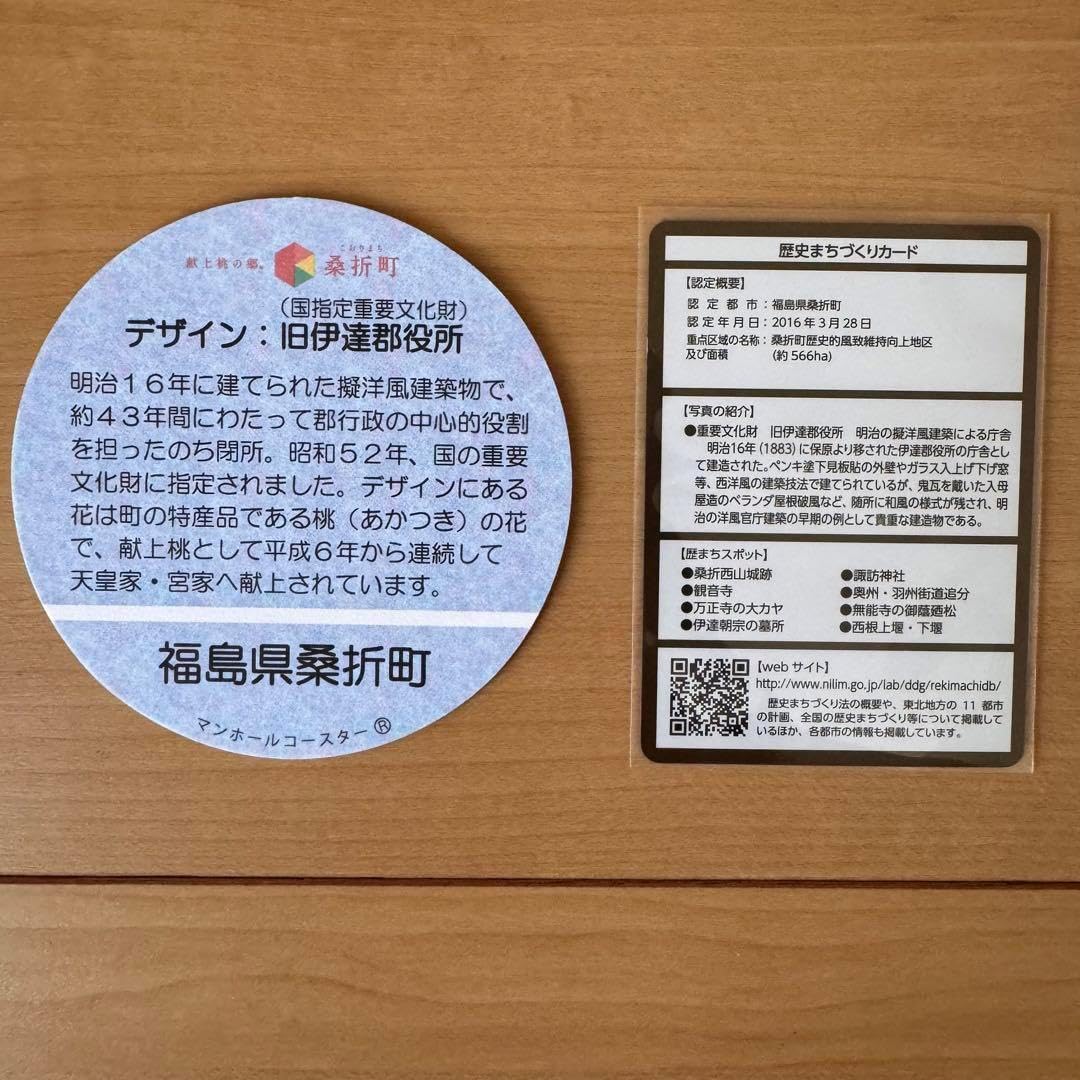 献上桃の郷。
こおりまち
桑折町
（国指定重要文化財）
デザイン：旧伊達郡役所
明治１６年に建てられた擬洋風建築物で、
約４３年間にわたって郡行政の中心的役割
を担ったのち閉所。昭和５２年、国の重要
文化財に指定されました。デザインにある
花は町の特産品である桃（あかつき）の花
で、献上桃として平成６年から連続して
天皇家・宮家へ献上されています。
福島県桑折町
マンホールコースター®
歴史まちづくりカード
【認定概要】
認定都市：福島県桑折町
認定年月日：2016年3月28日
重点区域の名称：桑折町歴史的風致維持向上地区
及び面積 (約566ha)
【写真の紹介】
●重要文化財　旧伊達郡役所　明治の擬洋風建築による庁舎
明治16年(1883)に保原より移された伊達郡役所の庁舎とし
て建造された。ペンキ塗下見板貼の外壁やガラス入上げ下げ窓
等、西洋風の建築技法で建てられているが、鬼瓦を戴いた入母
屋造のベランダ屋根破風など、随所に和風の様式が残され、明
治の洋風官庁建築の早期の例として貴重な建造物である。
【歴まちスポット】
●桑折西山城跡
●観音寺
●万正寺の大カヤ
●伊達朝宗の墓所
●諏訪神社
●奥州・羽州街道追分
●無能寺の御蔭廼松
●西根上堰・下堰
【webサイト】
http://www.nilim.go.jp/lab/ddg/rekimachidb/
歴史まちづくり法の概要や、東北地方の11都市
の計画、全国の歴史まちづくり等について掲載して
いるほか、各都市の情報も掲載しています。